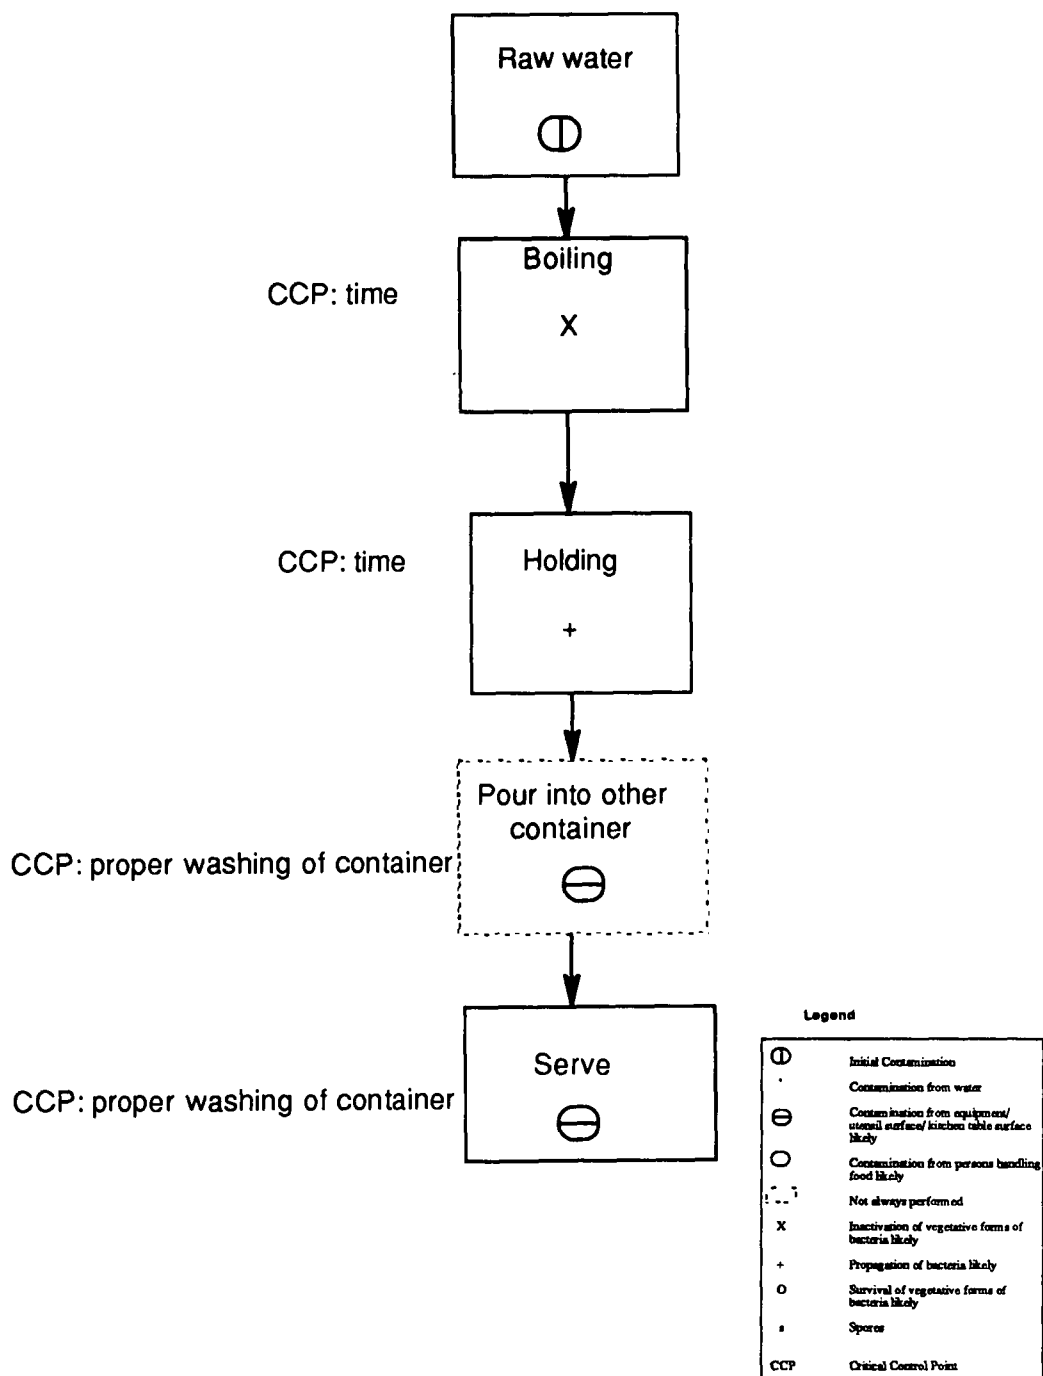 Raw water
Boiling
CCP: time
X
CCP: time
Holding
+
Pour into other
container
CCP: proper washing of container
Serve
CCP: proper washing of container
Legend
Initial Contamination
Contamination from water
Contamination from equipment/
utensil surface/ kitchen table surface
likely
Contamination from persons handling
food likely
Not always performed
X Inactivation of vegetative forms of
bacteria likely
+ Propagation of bacteria likely
O Survival of vegetative forms of
bacteria likely
s Spores
CCP Critical Control Point